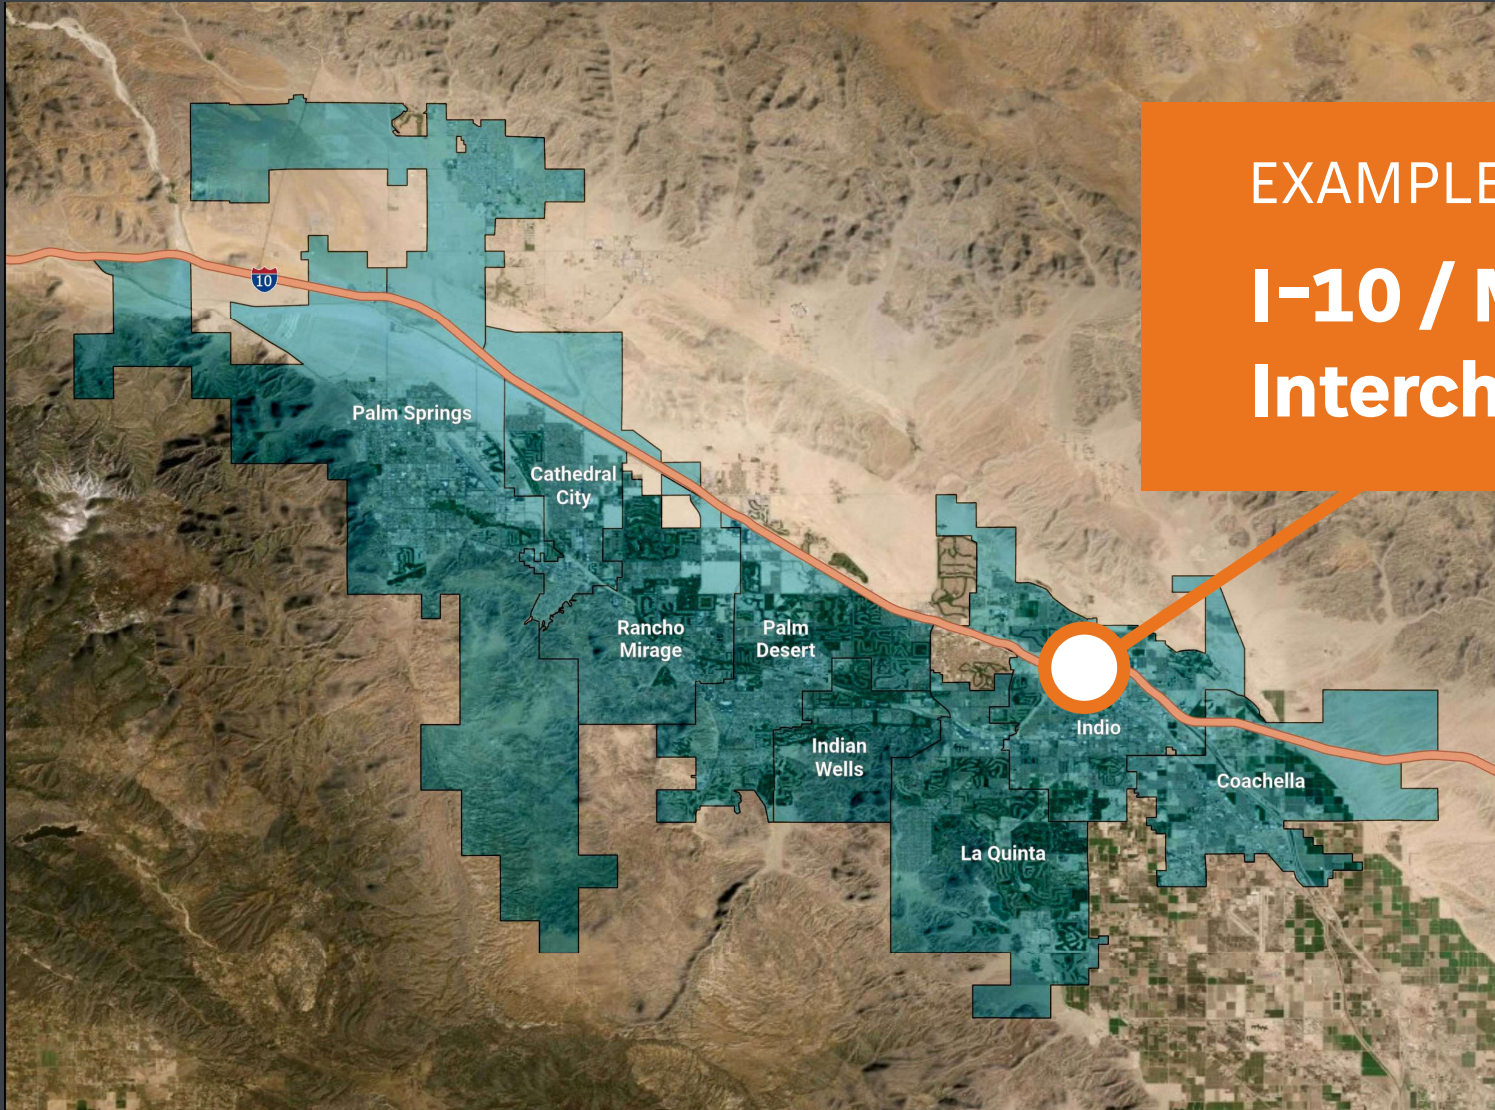 EXAMPLE
I-10 /
Interch
10
Palm Springs
Cathedral
City
Rancho
Mirage
Palm
Desert
Indian
Wells
Indio
Coachella
La Quinta